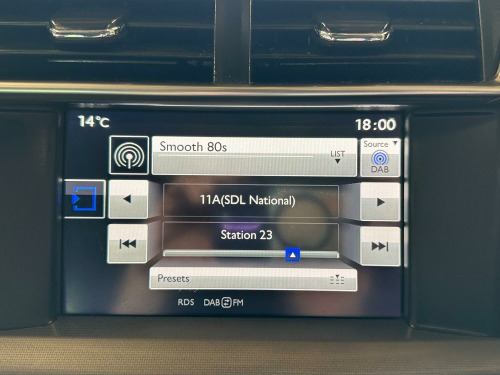 14°C
18:00
Smooth 80s
LIST
Source
DAB
11A(SDL National)
Station 23
Presets
RDS DAB FM